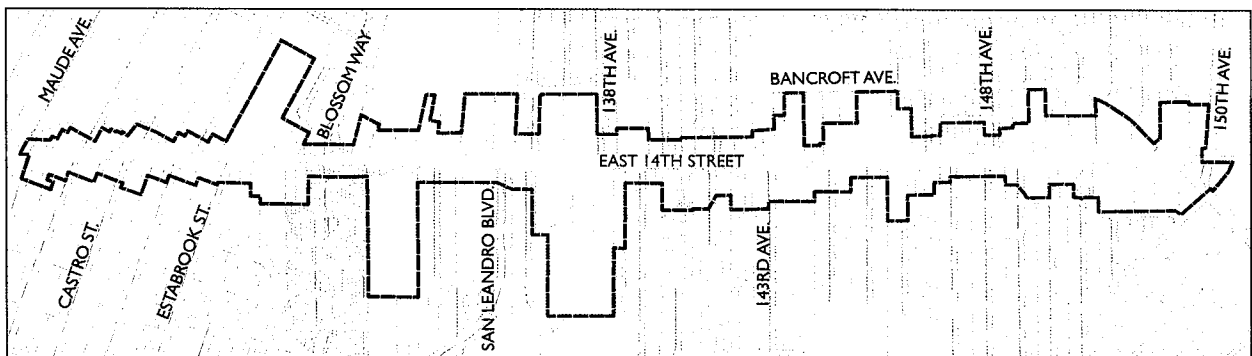 MAUDE AVE.
BLOSSOM WAY
138TH AVE.
BANCROFT AVE.
148TH AVE.
150TH AVE.
EAST 14TH STREET
CASTRO ST.
ESTABROOK ST.
SAN LEANDRO BLVD.
143RD AVE.